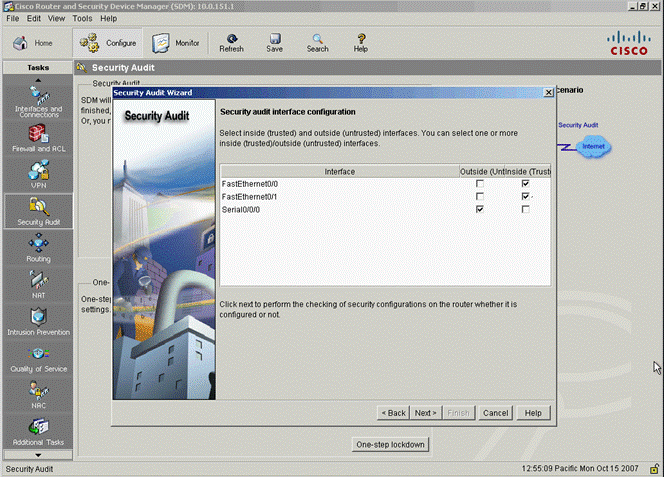 Cisco Router and Security Device Manager (SDM): 10.0.151.1
File Edit View Tools Help
Home
Configure
Monitor
Refresh
Save
Search
Help
CISCO
Tasks
Security Audit
Interfaces and
Connections
Firewall and ACL
VPN
Security Audit
Routing
NAT
Intrusion Prevention
Quality of Service
NAC
Additional Tasks
Security Audit
SDM will
finished,
Or, you
cenario
Security Audit
Internet
One-
One-step
settings.
Security Audit Wizard
Security Audit
Security audit interface configuration
Select inside (trusted) and outside (untrusted) interfaces. You can select one or more
inside (trusted)/outside (untrusted) interfaces.
Interface Outside (Unt Inside (Trust
FastEthernet0/0
FastEthernet0/1
Serial0/0/0
Click next to perform the checking of security configurations on the router whether it is
configured or not.
< Back Next > Finish Cancel Help
One-step lockdown
Security Audit
12:55:09 Pacific Mon Oct 15 2007